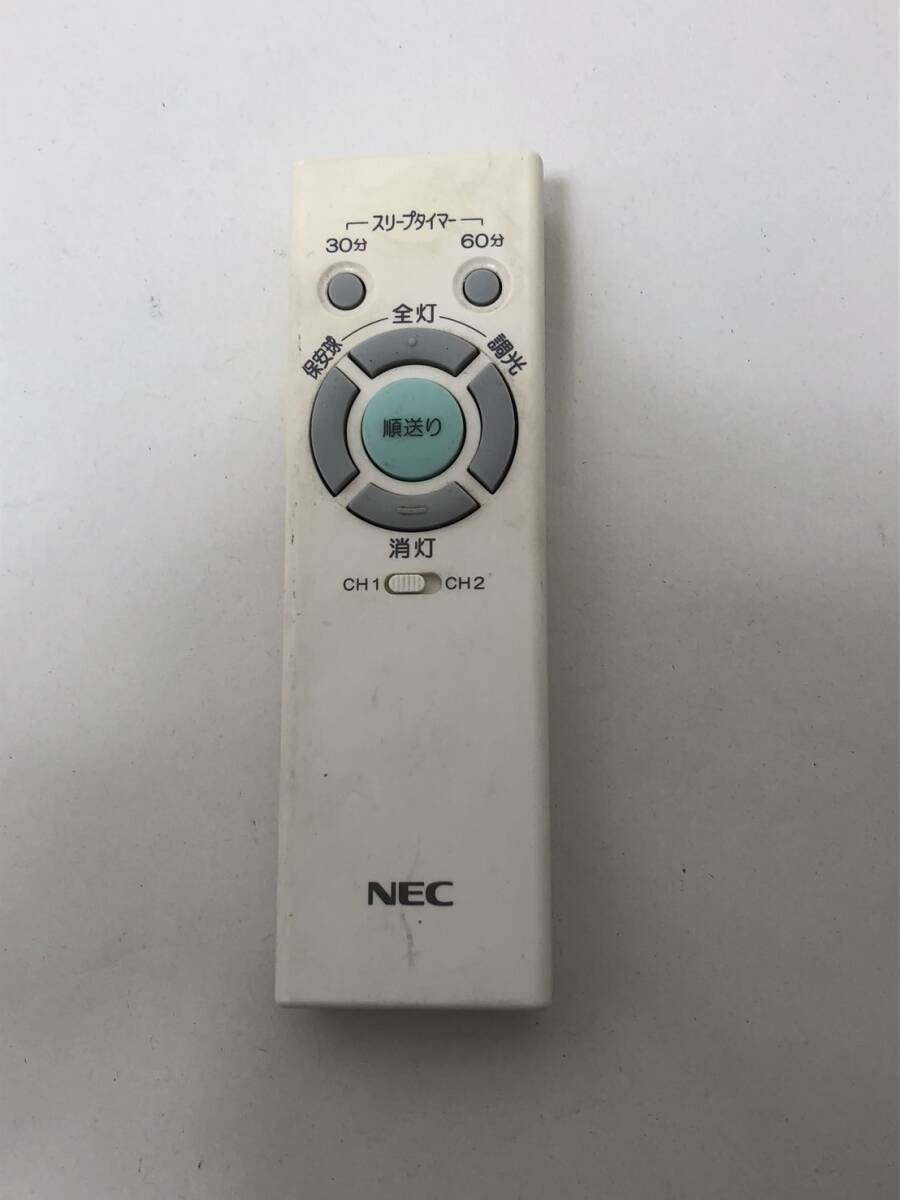 スリープタイマー
30分 60分
全灯
保安球 調光
順送り
消灯
CH1 CH2
NEC